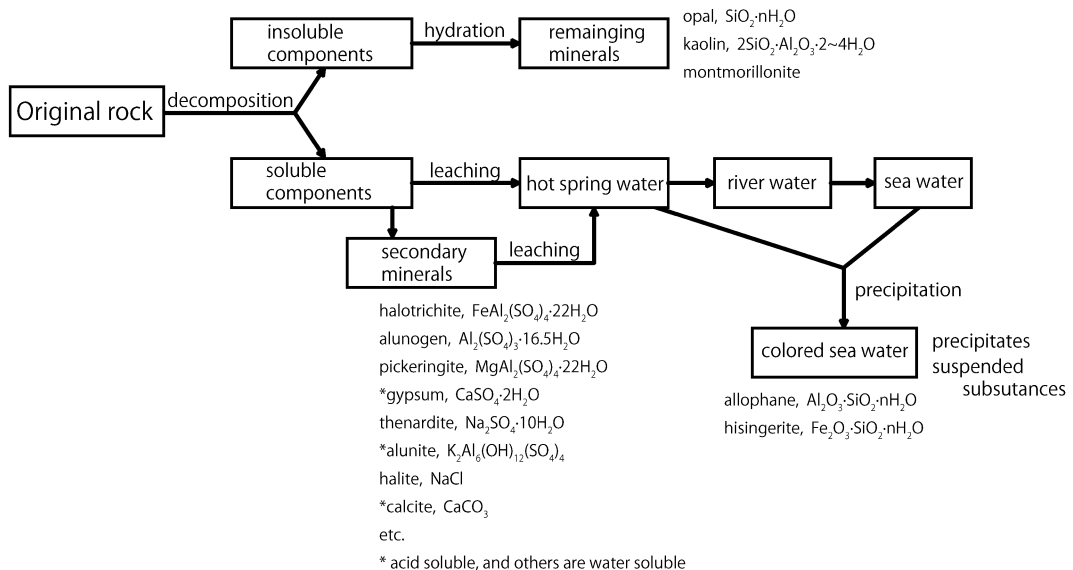 Original rock
decomposition
insoluble
components
hydration
remainging
minerals
opal, SiO₂·nH₂O
kaolin, 2SiO₂·Al₂O₃·2~4H₂O
montmorillonite
soluble
components
leaching
hot spring water
river water
sea water
secondary
minerals
leaching
halotrichite, FeAl₂(SO₄)₄·22H₂O
alunogen, Al₂(SO₄)₃·16.5H₂O
pickeringite, MgAl₂(SO₄)₄·22H₂O
*gypsum, CaSO₄·2H₂O
thenardite, Na₂SO₄·10H₂O
*alunite, K₂Al₆(OH)₁₂(SO₄)₄
halite, NaCl
*calcite, CaCO₃
etc.
* acid soluble, and others are water soluble
precipitation
colored sea water
precipitates
suspended
subsutances
allophane, Al₂O₃·SiO₂·nH₂O
hisingerite, Fe₂O₃·SiO₂·nH₂O